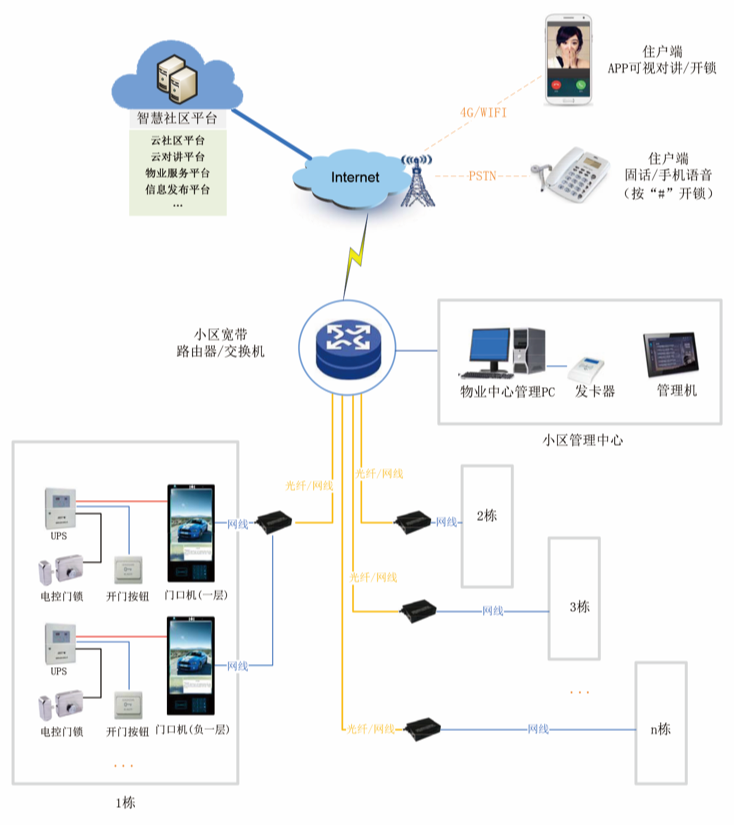 住户端
APP可视对讲/开锁
智慧社区平台
云社区平台
云对讲平台
物业服务平台
信息发布平台
...
4G/WIFI
Internet
PSTN
住户端
固话/手机语音
(按“#”开锁)
小区宽带
路由器/交换机
物业中心管理PC
发卡器
管理机
小区管理中心
光纤/网线
光纤/网线
UPS
网线
网线
2栋
电控门锁
开门按钮
门口机(一层)
光纤/网线
网线
3栋
UPS
网线
...
电控门锁
开门按钮
门口机(负一层)
光纤/网线
网线
n栋
...
1栋